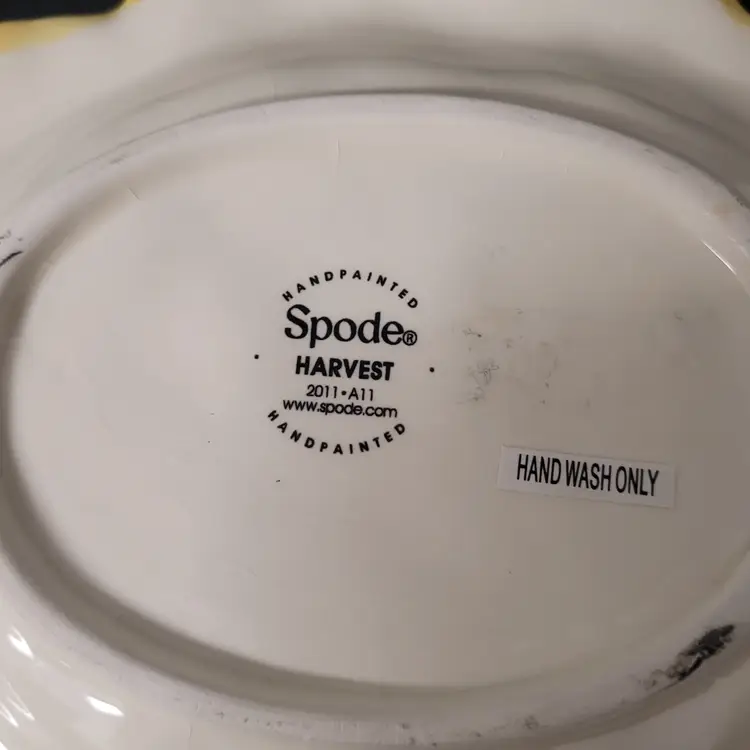 HANDPAINTED
Spode®
HARVEST
2011•A11
www.spode.com
HANDPAINTED
HAND WASH ONLY